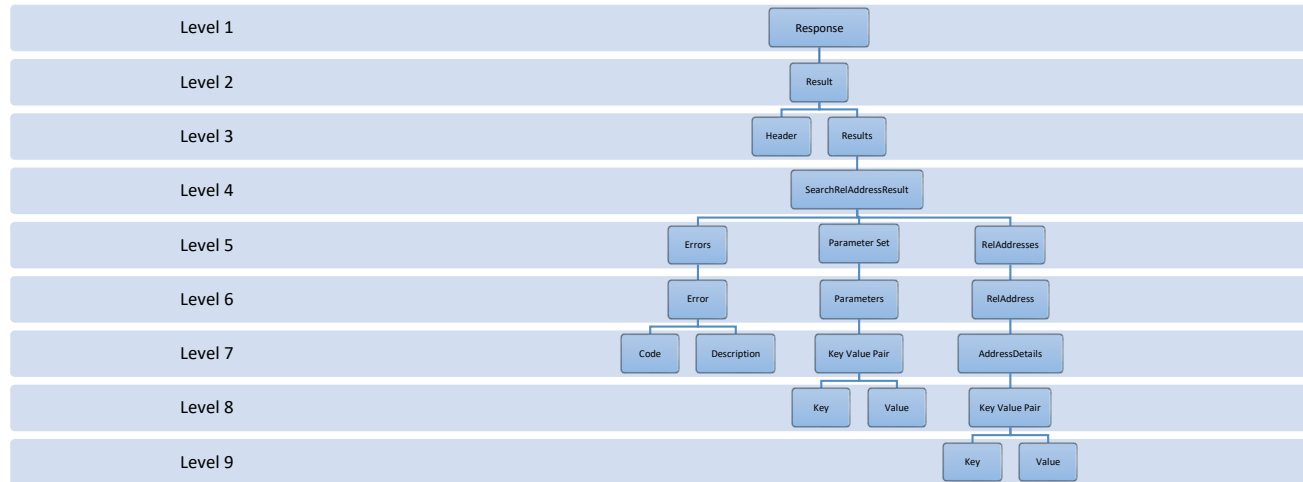 Level 1
Response
Level 2
Result
Level 3
Header
Results
Level 4
SearchRelAddressResult
Level 5
Errors
Parameter Set
RelAddresses
Level 6
Error
Parameters
RelAddress
Level 7
Code
Description
Key Value Pair
AddressDetails
Level 8
Key
Value
Key Value Pair
Level 9
Key
Value